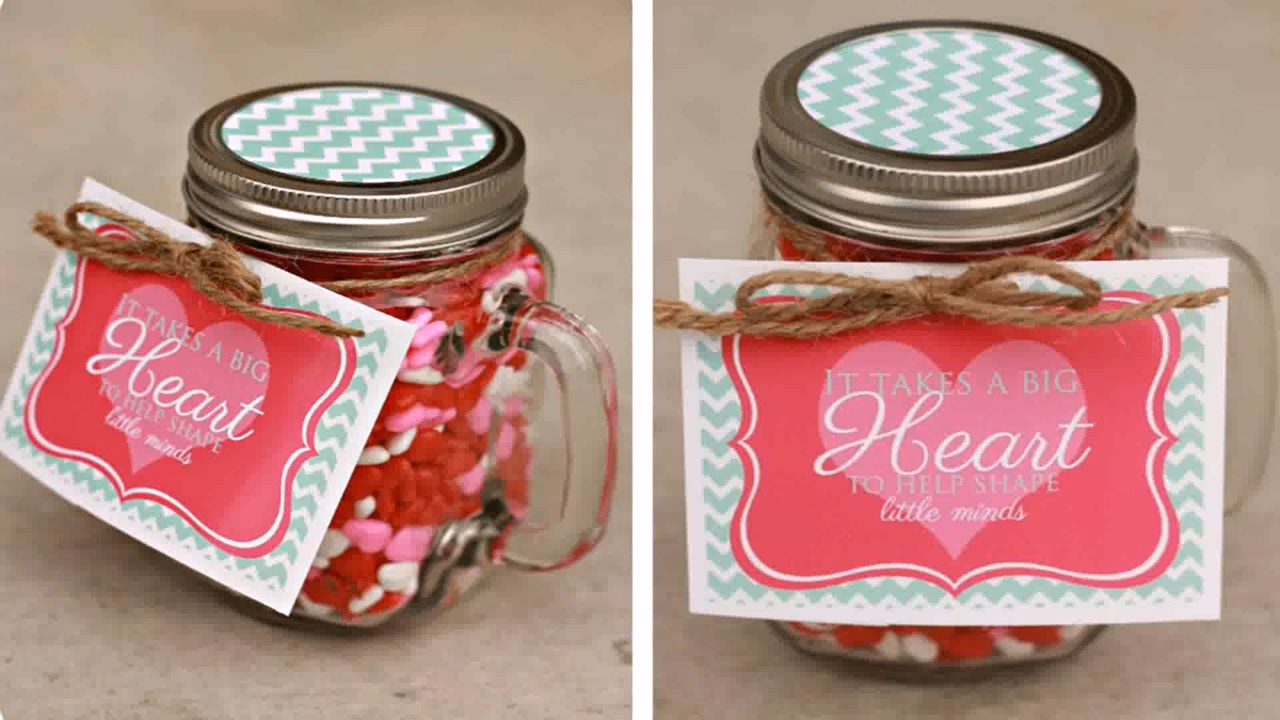 IT TAKES A BIG
Heart
TO HELP SHAPE
little minds
IT TAKES A BIG
Heart
TO HELP SHAPE
little minds